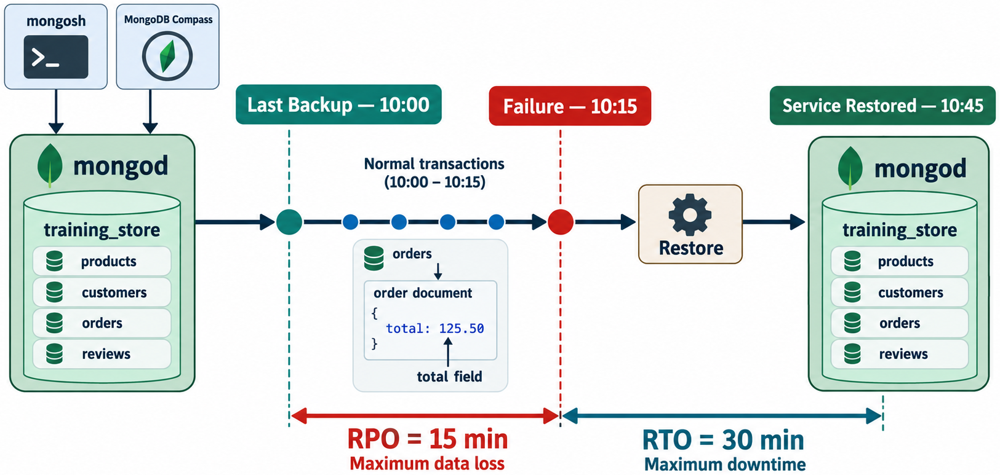 mongosh
>_
MongoDB Compass
mongod
training_store
products
customers
orders
reviews
Last Backup — 10:00
Normal transactions
(10:00 – 10:15)
orders
order document
{
total: 125.50
}
total field
Failure — 10:15
Restore
Service Restored — 10:45
mongod
training_store
products
customers
orders
reviews
RPO = 15 min
Maximum data loss
RTO = 30 min
Maximum downtime